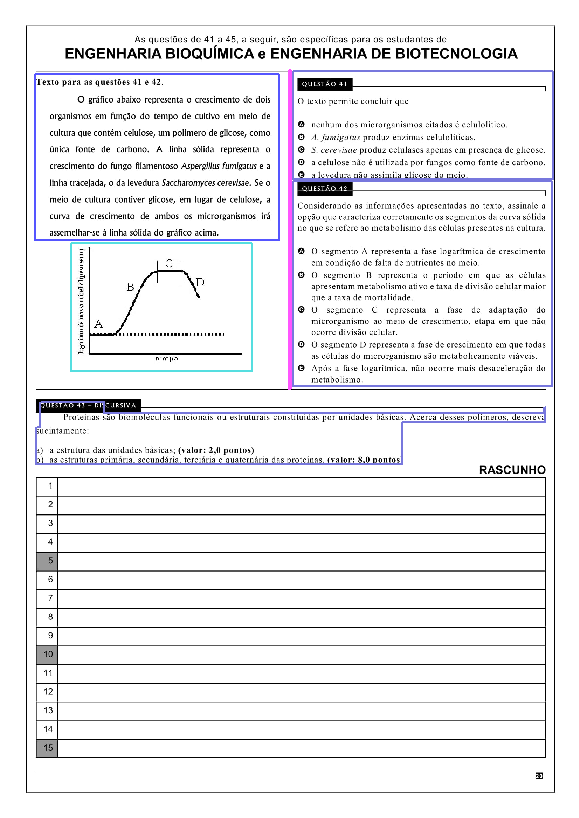 As questões de 41 a 45, a seguir, são específicas para os estudantes de
ENGENHARIA BIOQUÍMICA e ENGENHARIA DE BIOTECNOLOGIA
Texto para as questões 41 e 42.
O gráfico abaixo representa o crescimento de dois
organismos em função do tempo de cultivo em meio de
cultura que contém celulose, um polímero de glicose, como
única fonte de carbono. A linha sólida representa o
crescimento do fungo filamentoso Aspergillus fumigatus e a
linha tracejada, o da levedura Saccharomyces cerevisae. Se o
meio de cultura contiver glicose, em lugar de celulose, a
curva de crescimento de ambos os microrganismos irá
assemelhar-se à linha sólida do gráfico acima.
A
B
C
D
tempo
QUESTÃO 41
O texto permite concluir que
A nenhum dos microrganismos citados é celulolítico.
B A. fumigatus produz enzimas celulolíticas.
C S. cerevisae produz celulases apenas em presença de glicose.
D a celulose não é utilizada por fungos como fonte de carbono.
E a levedura não assimila glicose do meio.
QUESTÃO 42
Considerando as informações apresentadas no texto, assinale a
opção que caracteriza corretamente os segmentos da curva sólida
no que se refere ao metabolismo das células presentes na cultura.
A O segmento A representa a fase logarítmica de crescimento
em condição de falta de nutrientes no meio.
B O segmento B representa o período em que as células
apresentam metabolismo ativo e taxa de divisão celular maior
que a taxa de mortalidade.
C O segmento C representa a fase de adaptação do
microrganismo ao meio de crescimento, etapa em que não
ocorre divisão celular.
D O segmento D representa a fase de crescimento em que todas
as células do microrganismo são metabolicamente viáveis.
E Após a fase logarítmica, não ocorre mais desaceleração do
metabolismo.
QUESTÃO 43 – DISCURSIVA
Proteínas são biomoléculas funcionais ou estruturais constituídas por unidades básicas. Acerca desses polímeros, descreva
sucintamente:
a) a estrutura das unidades básicas; (valor: 2,0 pontos)
b) as estruturas primária, secundária, terciária e quaternária das proteínas. (valor: 8,0 pontos)
RASCUNHO
1
2
3
4
5
6
7
8
9
10
11
12
13
14
15